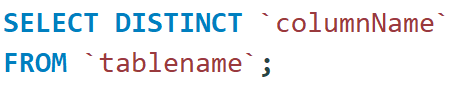 SELECT DISTINCT `columnName`
FROM `tablename`;